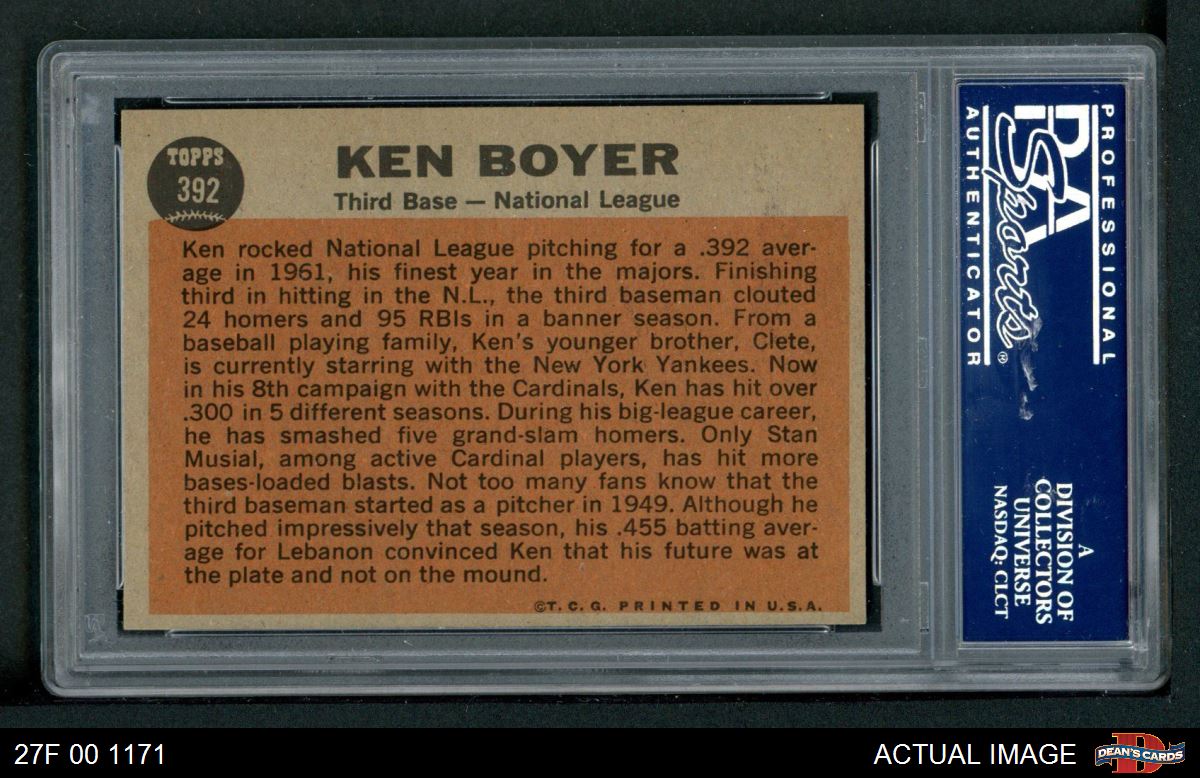 TOPPS
392
KEN BOYER
Third Base — National League
Ken rocked National League pitching for a .392 aver-
age in 1961, his finest year in the majors. Finishing
third in hitting in the N.L., the third baseman clouted
24 homers and 95 RBIs in a banner season. From a
baseball playing family, Ken's younger brother, Clete,
is currently starring with the New York Yankees. Now
in his 8th campaign with the Cardinals, Ken has hit over
.300 in 5 different seasons. During his big-league career,
he has smashed five grand-slam homers. Only Stan
Musial, among active Cardinal players, has hit more
bases-loaded blasts. Not too many fans know that the
third baseman started as a pitcher in 1949. Although he
pitched impressively that season, his .455 batting aver-
age for Lebanon convinced Ken that his future was at
the plate and not on the mound.
©T. C. G. PRINTED IN U.S.A.
PROFESSIONAL
PSA
Sports
AUTHENTICATOR
®
A
DIVISION OF
COLLECTORS
UNIVERSE
NASDAQ: CLCT
27F 00 1171
ACTUAL IMAGE
DEAN'S CARDS